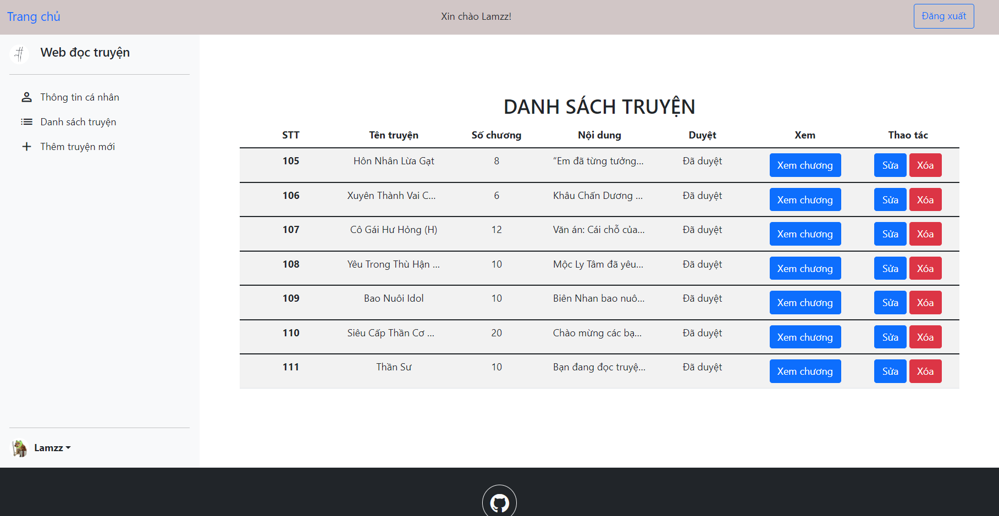 Trang chủ Xin chào Lamzz! Đăng xuất
Web đọc truyện
Thông tin cá nhân
Danh sách truyện
Thêm truyện mới
DANH SÁCH TRUYỆN
STT Tên truyện Số chương Nội dung Duyệt Xem Thao tác
105 Hôn Nhân Lừa Gạt 8 “Em đã từng tưởng... Đã duyệt Xem chương Sửa Xóa
106 Xuyên Thành Vai C... 6 Khâu Chấn Dương ... Đã duyệt Xem chương Sửa Xóa
107 Cô Gái Hư Hỏng (H) 12 Văn án: Cái chỗ của... Đã duyệt Xem chương Sửa Xóa
108 Yêu Trong Thù Hận ... 10 Mộc Ly Tâm đã yêu... Đã duyệt Xem chương Sửa Xóa
109 Bao Nuôi Idol 10 Biên Nhan bao nuô... Đã duyệt Xem chương Sửa Xóa
110 Siêu Cấp Thần Cơ ... 20 Chào mừng các bạ... Đã duyệt Xem chương Sửa Xóa
111 Thần Sư 10 Bạn đang đọc truyệ... Đã duyệt Xem chương Sửa Xóa
Lamzz